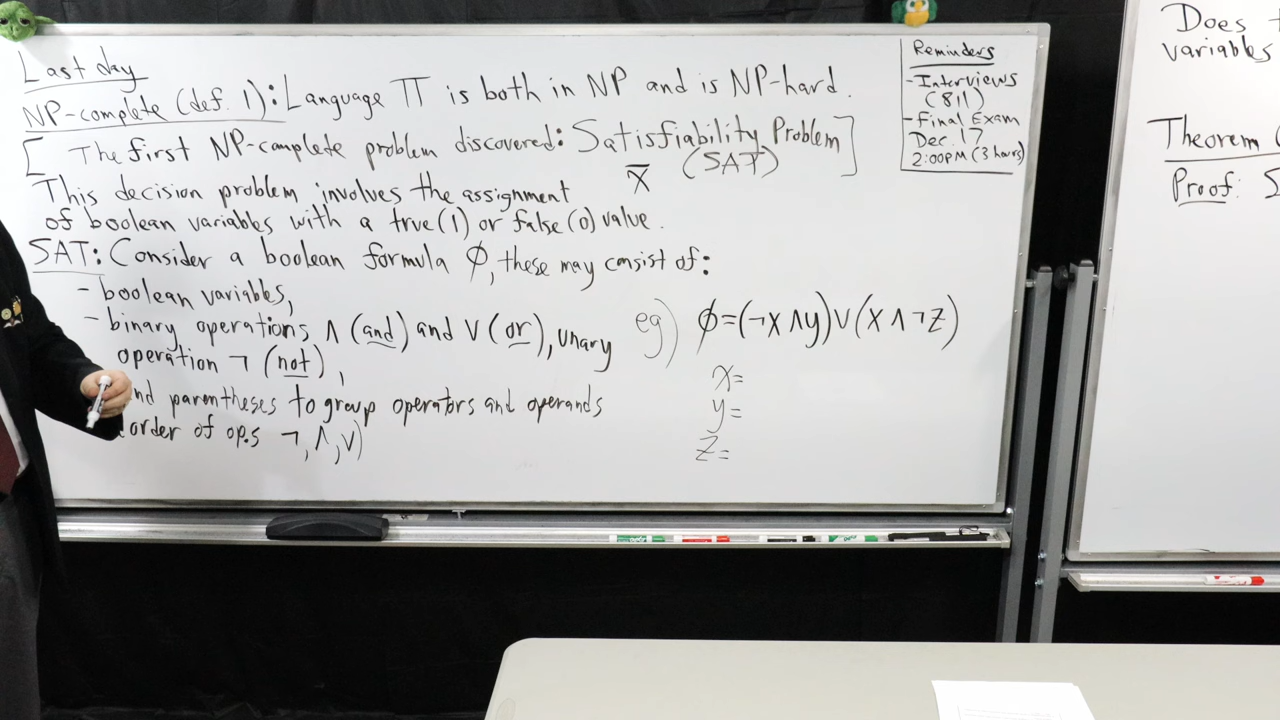 Last day
NP-complete (def. 1): Language Π is both in NP and is NP-hard.
[ The first NP-complete problem discovered: Satisfiability Problem ]
(SAT)
x̅
This decision problem involves the assignment
of boolean variables with a true(1) or false(0) value.
SAT: Consider a boolean formula ϕ, these may consist of:
- boolean variables,
- binary operations ∧ (and) and ∨ (or), unary
operation ¬ (not),
nd parentheses to group operators and operands
order of op.s ¬, ∧, ∨)
eg) ϕ=(¬x∧y)∨(x∧¬z)
x=
y=
z=
Reminders
- Interviews
(811)
- Final Exam
Dec. 17
2:00PM (3 hours)
Does
variables
Theorem (
Proof: